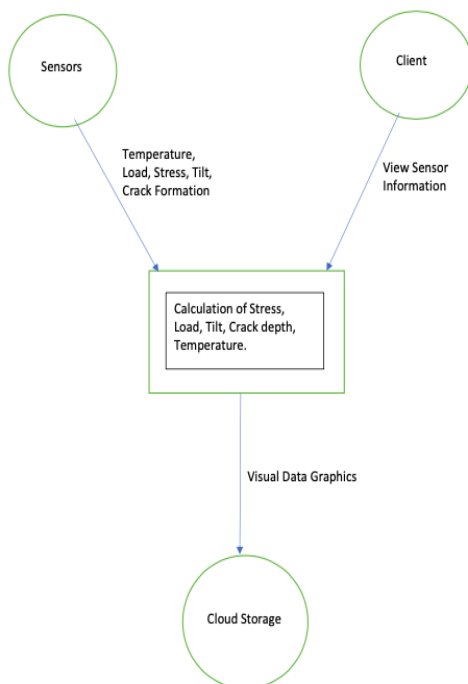 Sensors
Client
Temperature,
Load, Stress, Tilt,
Crack Formation
View Sensor
Information
Calculation of Stress,
Load, Tilt, Crack depth,
Temperature.
Visual Data Graphics
Cloud Storage